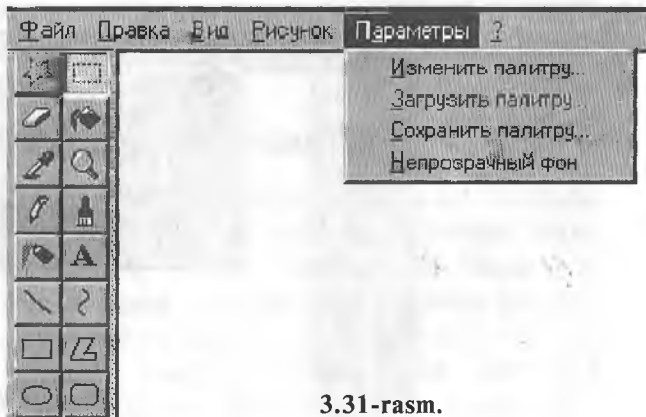 Файл Правка Вид Рисунок Параметры ?
Изменить палитру...
Загрузить палитру...
Сохранить палитру...
Непрозрачный фон
A
3.31-rasm.